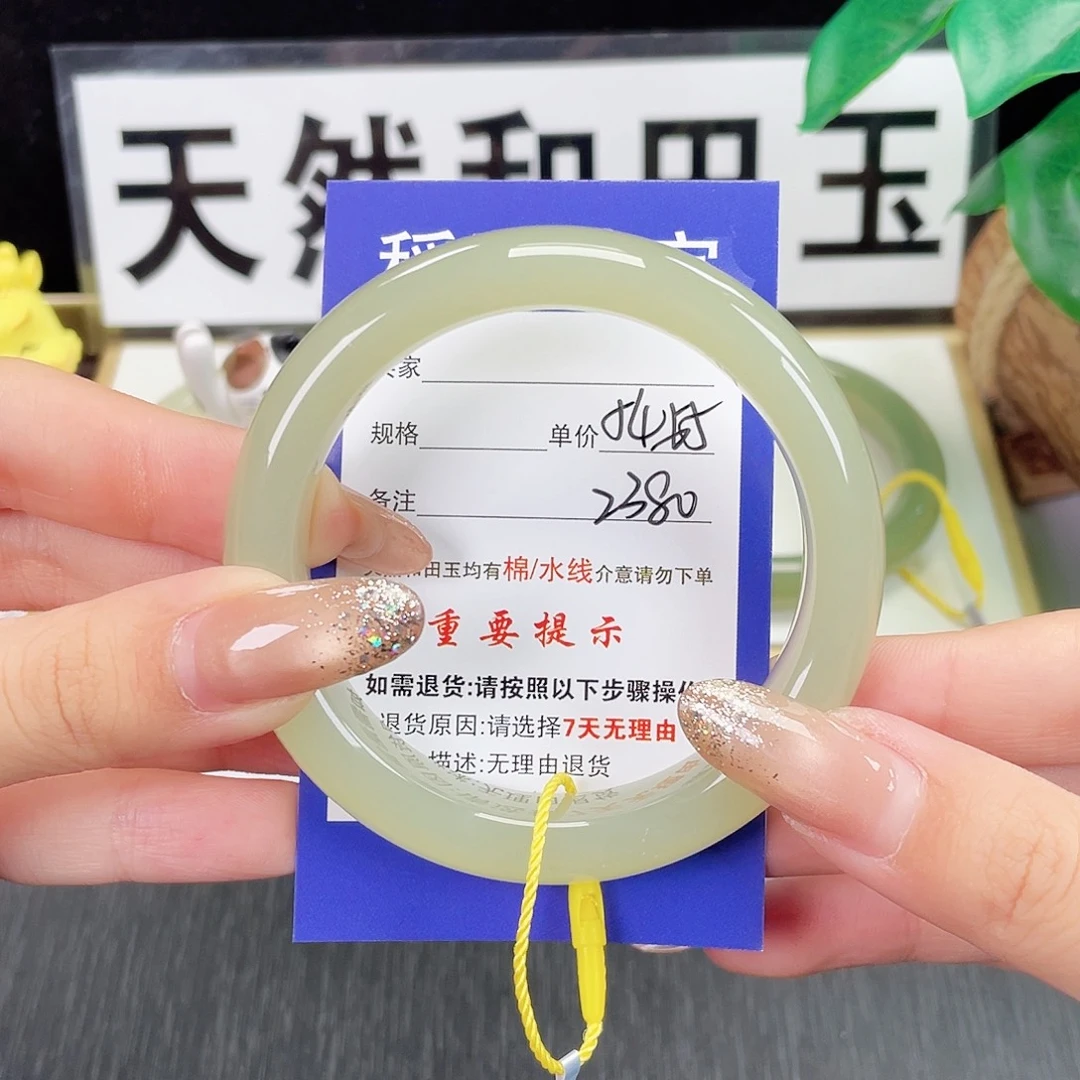 天然和田玉
家
规格 单价
备注 2380
田玉均有棉/水线介意请勿下单
重要提示
如需退货:请按照以下步骤操作
退货原因:请选择7天无理由
描述:无理由退货